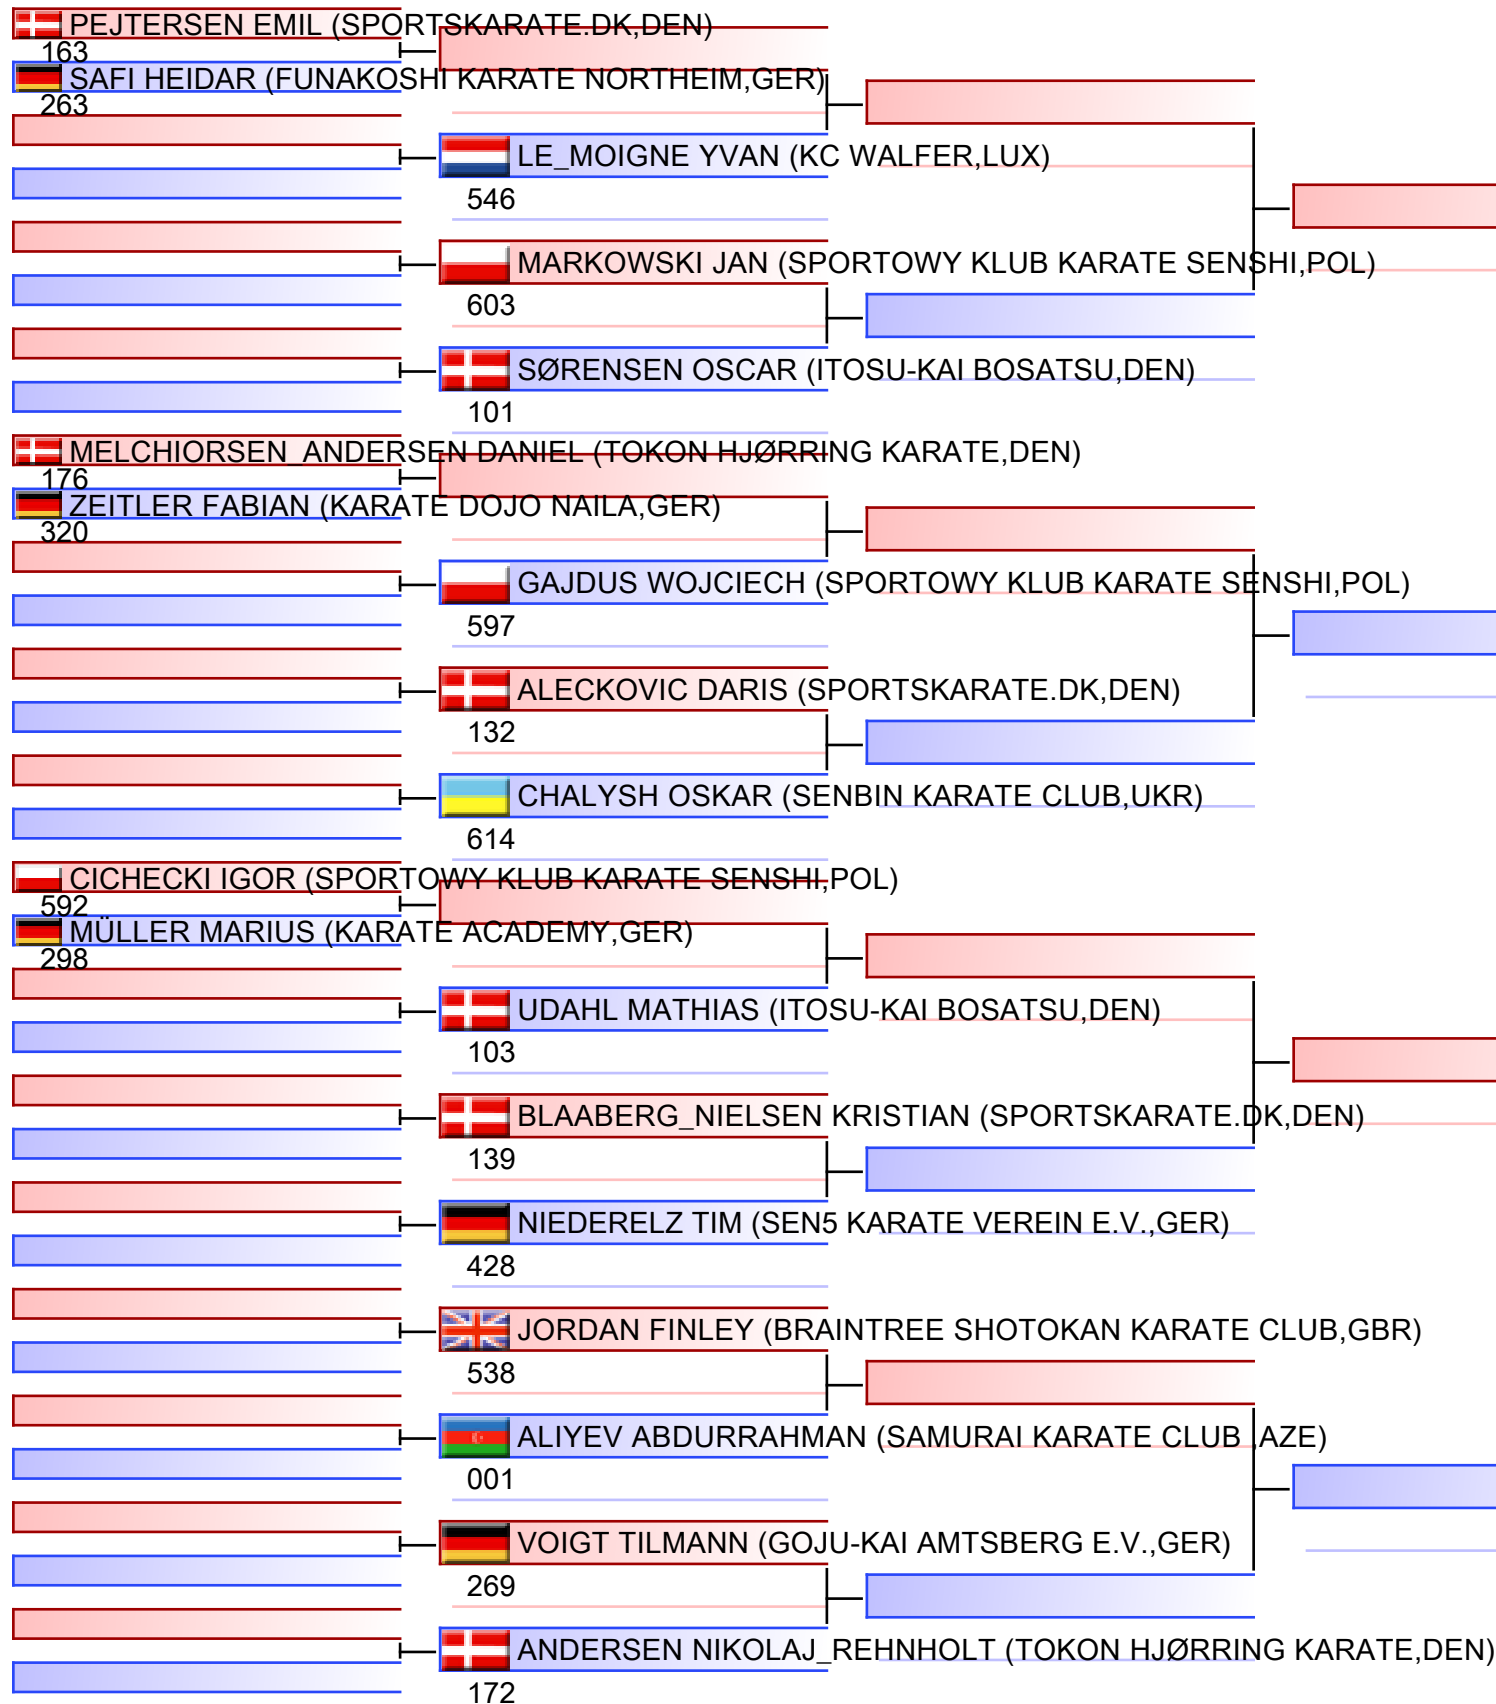 PEJTERSEN EMIL (SPORTSKARATE.DK,DEN)
163
SAFI HEIDAR (FUNAKOSHI KARATE NORTHEIM,GER)
263
LE_MOIGNE YVAN (KC WALFER,LUX)
546
MARKOWSKI JAN (SPORTOWY KLUB KARATE SENSHI,POL)
603
SØRENSEN OSCAR (ITOSU-KAI BOSATSU,DEN)
101
MELCHIORSEN_ANDERSEN DANIEL (TOKON HJØRRING KARATE,DEN)
176
ZEITLER FABIAN (KARATE DOJO NAILA,GER)
320
GAJDUS WOJCIECH (SPORTOWY KLUB KARATE SENSHI,POL)
597
ALECKOVIC DARIS (SPORTSKARATE.DK,DEN)
132
CHALYSH OSKAR (SENBIN KARATE CLUB,UKR)
614
CICHECKI IGOR (SPORTOWY KLUB KARATE SENSHI,POL)
592
MÜLLER MARIUS (KARATE ACADEMY,GER)
298
UDAHL MATHIAS (ITOSU-KAI BOSATSU,DEN)
103
BLAABERG_NIELSEN KRISTIAN (SPORTSKARATE.DK,DEN)
139
NIEDERELZ TIM (SEN5 KARATE VEREIN E.V.,GER)
428
JORDAN FINLEY (BRAINTREE SHOTOKAN KARATE CLUB,GBR)
538
ALIYEV ABDURRAHMAN (SAMURAI KARATE CLUB ,AZE)
001
VOIGT TILMANN (GOJU-KAI AMTSBERG E.V.,GER)
269
ANDERSEN NIKOLAJ_REHNHOLT (TOKON HJØRRING KARATE,DEN)
172